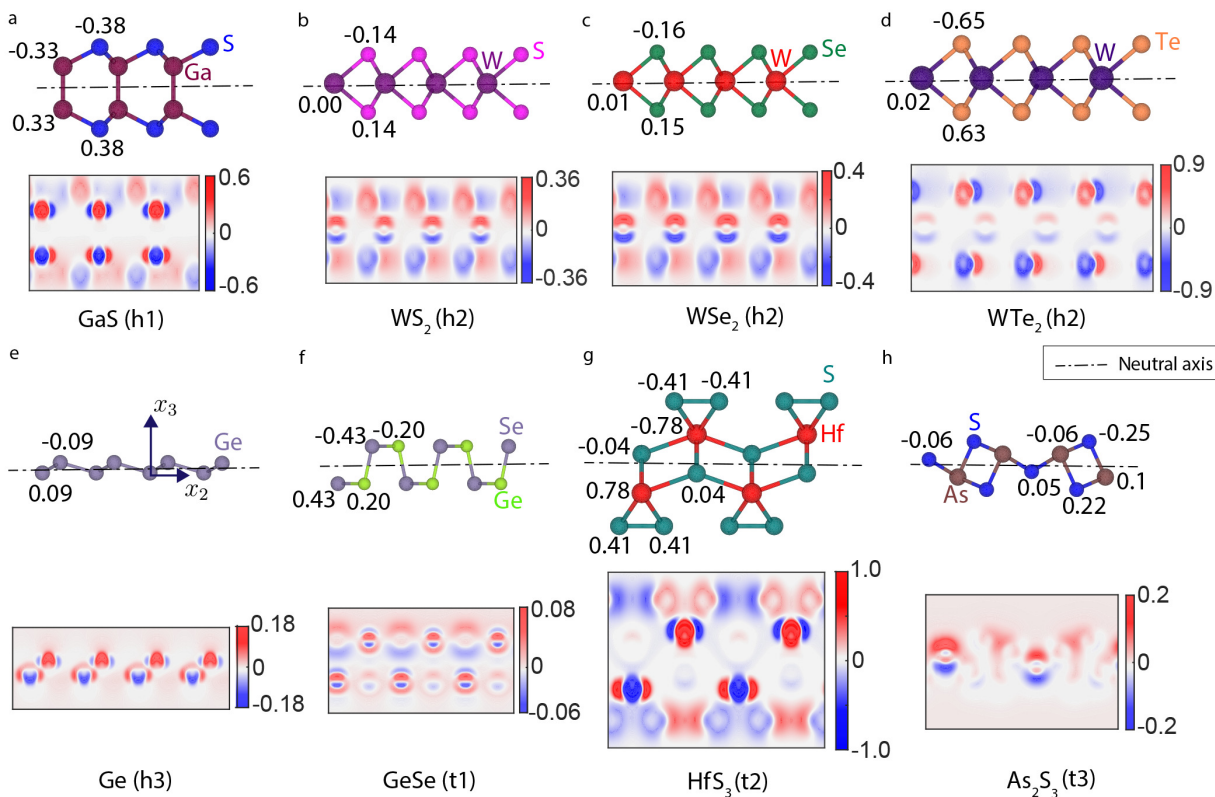 a
-0.38
-0.33
S
Ga
0.33
0.38
0.6
0
-0.6
GaS (h1)
b
-0.14
S
W
0.00
0.14
0.36
0
-0.36
WS2 (h2)
c
-0.16
Se
W
0.01
0.15
0.4
0
-0.4
WSe2 (h2)
d
-0.65
Te
W
0.02
0.63
0.9
0
-0.9
WTe2 (h2)
Neutral axis
e
x3
-0.09
Ge
0.09
x2
0.18
0
-0.18
Ge (h3)
f
-0.43 -0.20
Se
0.43 0.20
Ge
0.08
0
-0.06
GeSe (t1)
g
-0.41 -0.41
S
-0.78
Hf
-0.04
0.78
0.04
0.41 0.41
1.0
0
-1.0
HfS3 (t2)
h
S
-0.06
-0.06
-0.25
As
0.05
0.1
0.22
0.2
0
-0.2
As2S3 (t3)